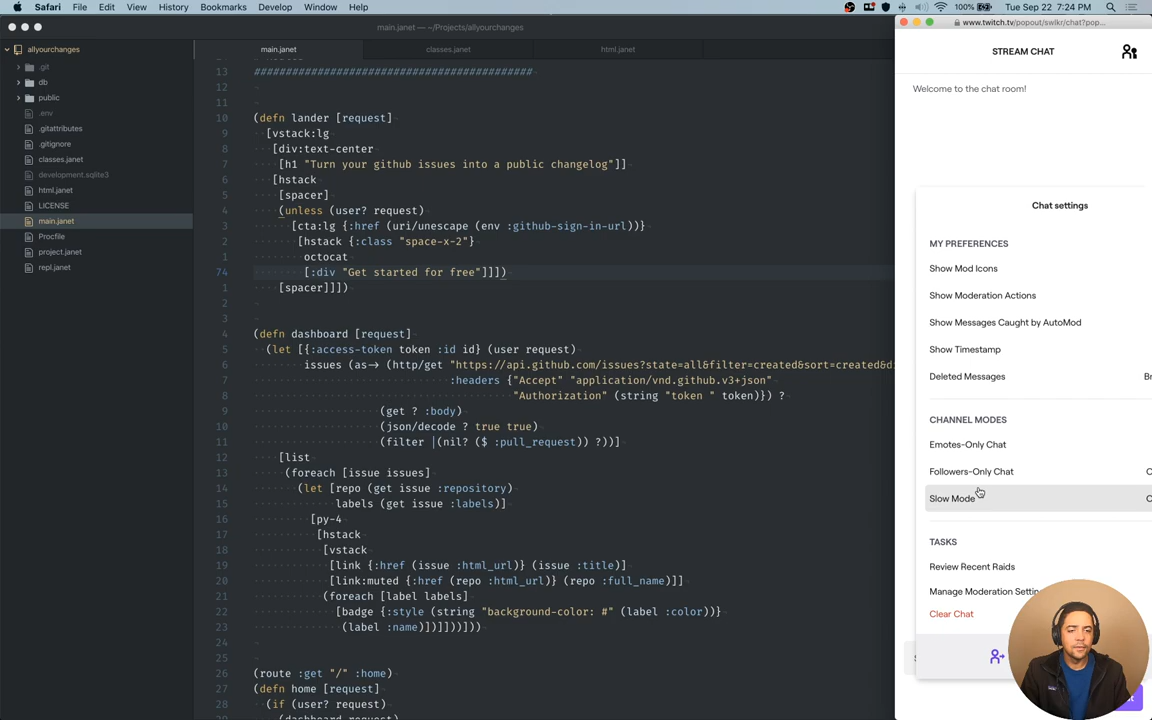 Safari File Edit View History Bookmarks Develop Window Help
100% Tue Sep 22 7:24 PM
main.janet — ~/Projects/allyourchanges
www.twitch.tv/popout/swlkr/chat?pop...
allyourchanges
main.janet
classes.janet
html.janet
.git
db
public
.env
.gitattributes
.gitignore
classes.janet
development.sqlite3
html.janet
LICENSE
main.janet
Procfile
project.janet
repl.janet
13 ############################################
12
11
10 (defn lander [request]
9 [vstack:lg
8 [div:text-center
7 [h1 "Turn your github issues into a public changelog"]]
6 [hstack
5 [spacer]
4 (unless (user? request)
3 [cta:lg {:href (uri/unescape (env :github-sign-in-url))}
2 [hstack {:class "space-x-2"}
1 octocat
74 [:div "Get started for free"]]])
1 [spacer]]])
2
3
4 (defn dashboard [request]
5 (let [{:access-token token :id id} (user request)
6 issues (as-> (http/get "https://api.github.com/issues?state=all&filter=created&sort=created&d
7 :headers {"Accept" "application/vnd.github.v3+json"
8 "Authorization" (string "token " token)}) ?
9 (get ? :body)
10 (json/decode ? true true)
11 (filter |(nil? ($ :pull_request)) ?))]
12 [list
13 (foreach [issue issues]
14 (let [repo (get issue :repository)
15 labels (get issue :labels)]
16 [py-4
17 [hstack
18 [vstack
19 [link {:href (issue :html_url)} (issue :title)]
20 [link:muted {:href (repo :html_url)} (repo :full_name)]]
21 (foreach [label labels]
22 [badge {:style (string "background-color: #" (label :color))}
23 (label :name)])]]))]))
24
25
26 (route :get "/" :home)
27 (defn home [request]
28 (if (user? request)
(dashboard request)
STREAM CHAT
Welcome to the chat room!
Chat settings
MY PREFERENCES
Show Mod Icons
Show Moderation Actions
Show Messages Caught by AutoMod
Show Timestamp
Deleted Messages Br
CHANNEL MODES
Emotes-Only Chat
Followers-Only Chat
Slow Mode
TASKS
Review Recent Raids
Manage Moderation Settin
Clear Chat